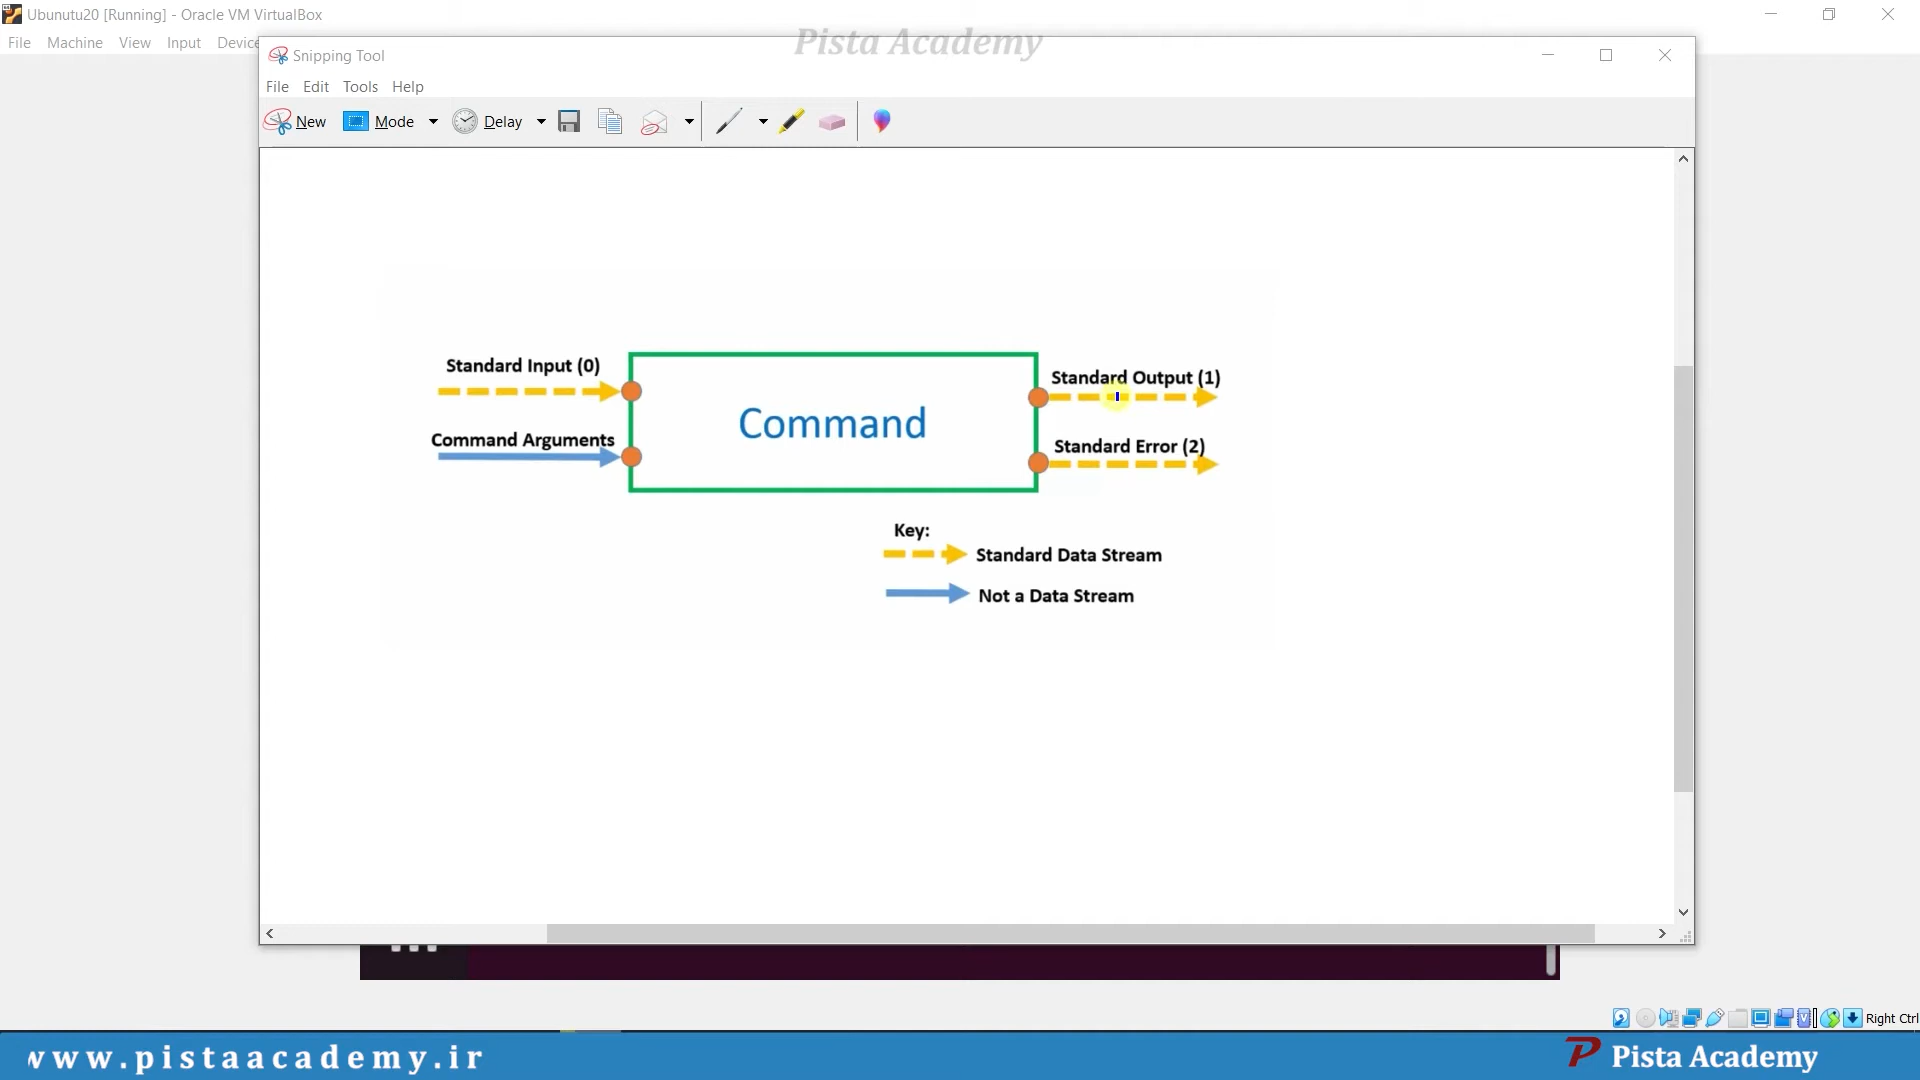 Ubunutu20 [Running] - Oracle VM VirtualBox
File Machine View Input Device
Pista Academy
Snipping Tool
File Edit Tools Help
New Mode Delay
Standard Input (0)
Command Arguments
Command
Standard Output (1)
Standard Error (2)
Key:
Standard Data Stream
Not a Data Stream
Right Ctrl
www.pistaacademy.ir
Pista Academy